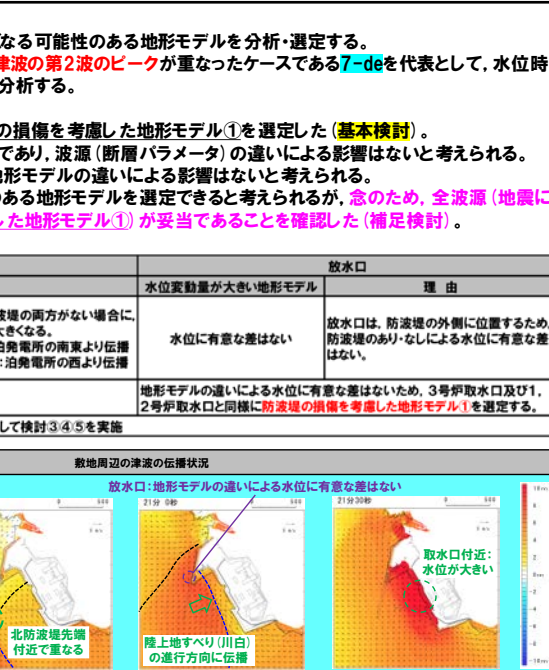 なる可能性のある地形モデルを分析・選定する。
津波の第2波のピークが重なったケースである7-deを代表として，水位時
分析する。
の損傷を考慮した地形モデル①を選定した（基本検討）。
であり，波源（断層パラメータ）の違いによる影響はないと考えられる。
地形モデルの違いによる影響はないと考えられる。
のある地形モデルを選定できると考えられるが，念のため，全波源（地震に
した地形モデル①）が妥当であることを確認した（補足検討）。
放水口
水位変動量が大きい地形モデル 理 由
波堤の両方がない場合に，
大きくなる。
泊発電所の南東より伝播
：泊発電所の西より伝播
水位に有意な差はない
放水口は，防波堤の外側に位置するため，
防波堤のあり・なしによる水位に有意な差
はない。
地形モデルの違いによる水位に有意な差はないため，3号炉取水口及び1，
2号炉取水口と同様に防波堤の損傷を考慮した地形モデル①を選定する。
して検討③④⑤を実施
敷地周辺の津波の伝播状況
放水口：地形モデルの違いによる水位に有意な差はない
21分 0秒
21分30秒
取水口付近：
水位が大きい
北防波堤先端
付近で重なる
陸上地すべり（川白）
の進行方向に伝播